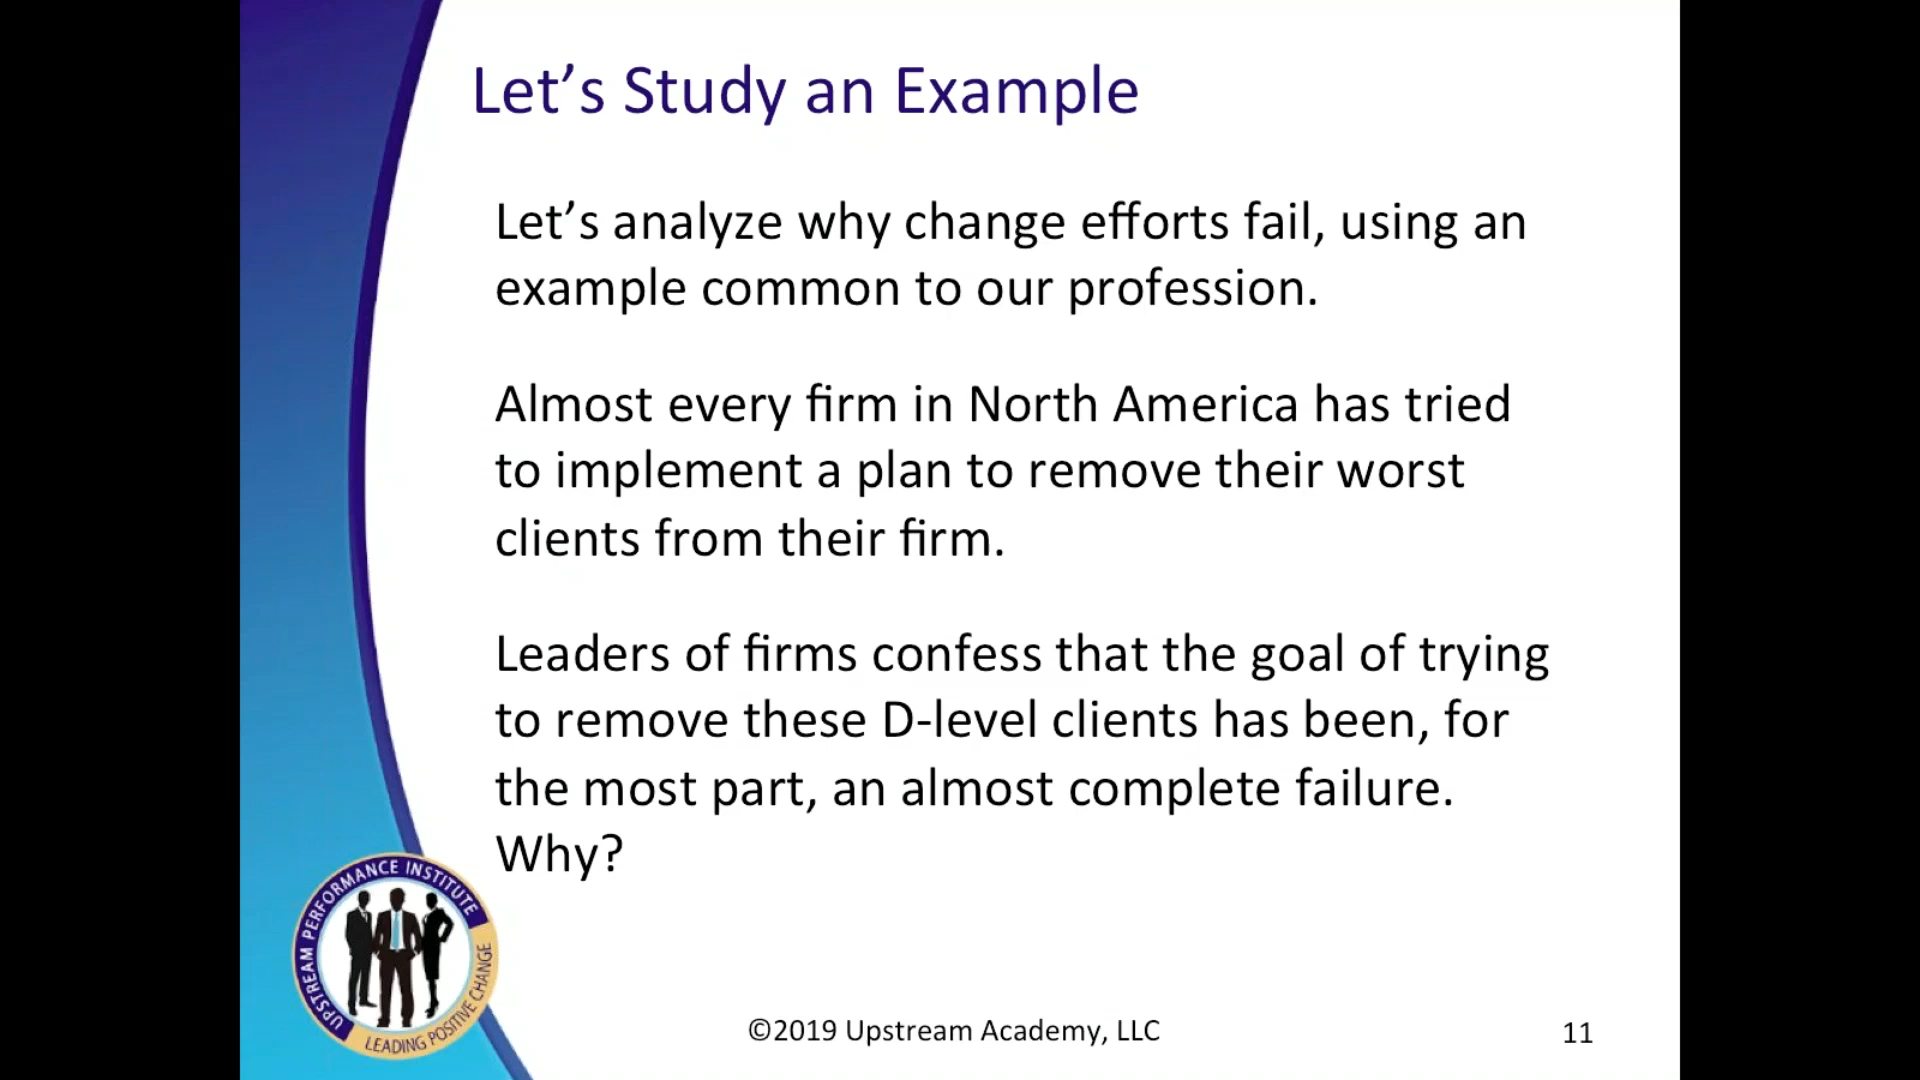 Let’s Study an Example
Let’s analyze why change efforts fail, using an
example common to our profession.
Almost every firm in North America has tried
to implement a plan to remove their worst
clients from their firm.
Leaders of firms confess that the goal of trying
to remove these D-level clients has been, for
the most part, an almost complete failure.
Why?
UPSTREAM PERFORMANCE INSTITUTE
LEADING POSITIVE CHANGE
©2019 Upstream Academy, LLC
11